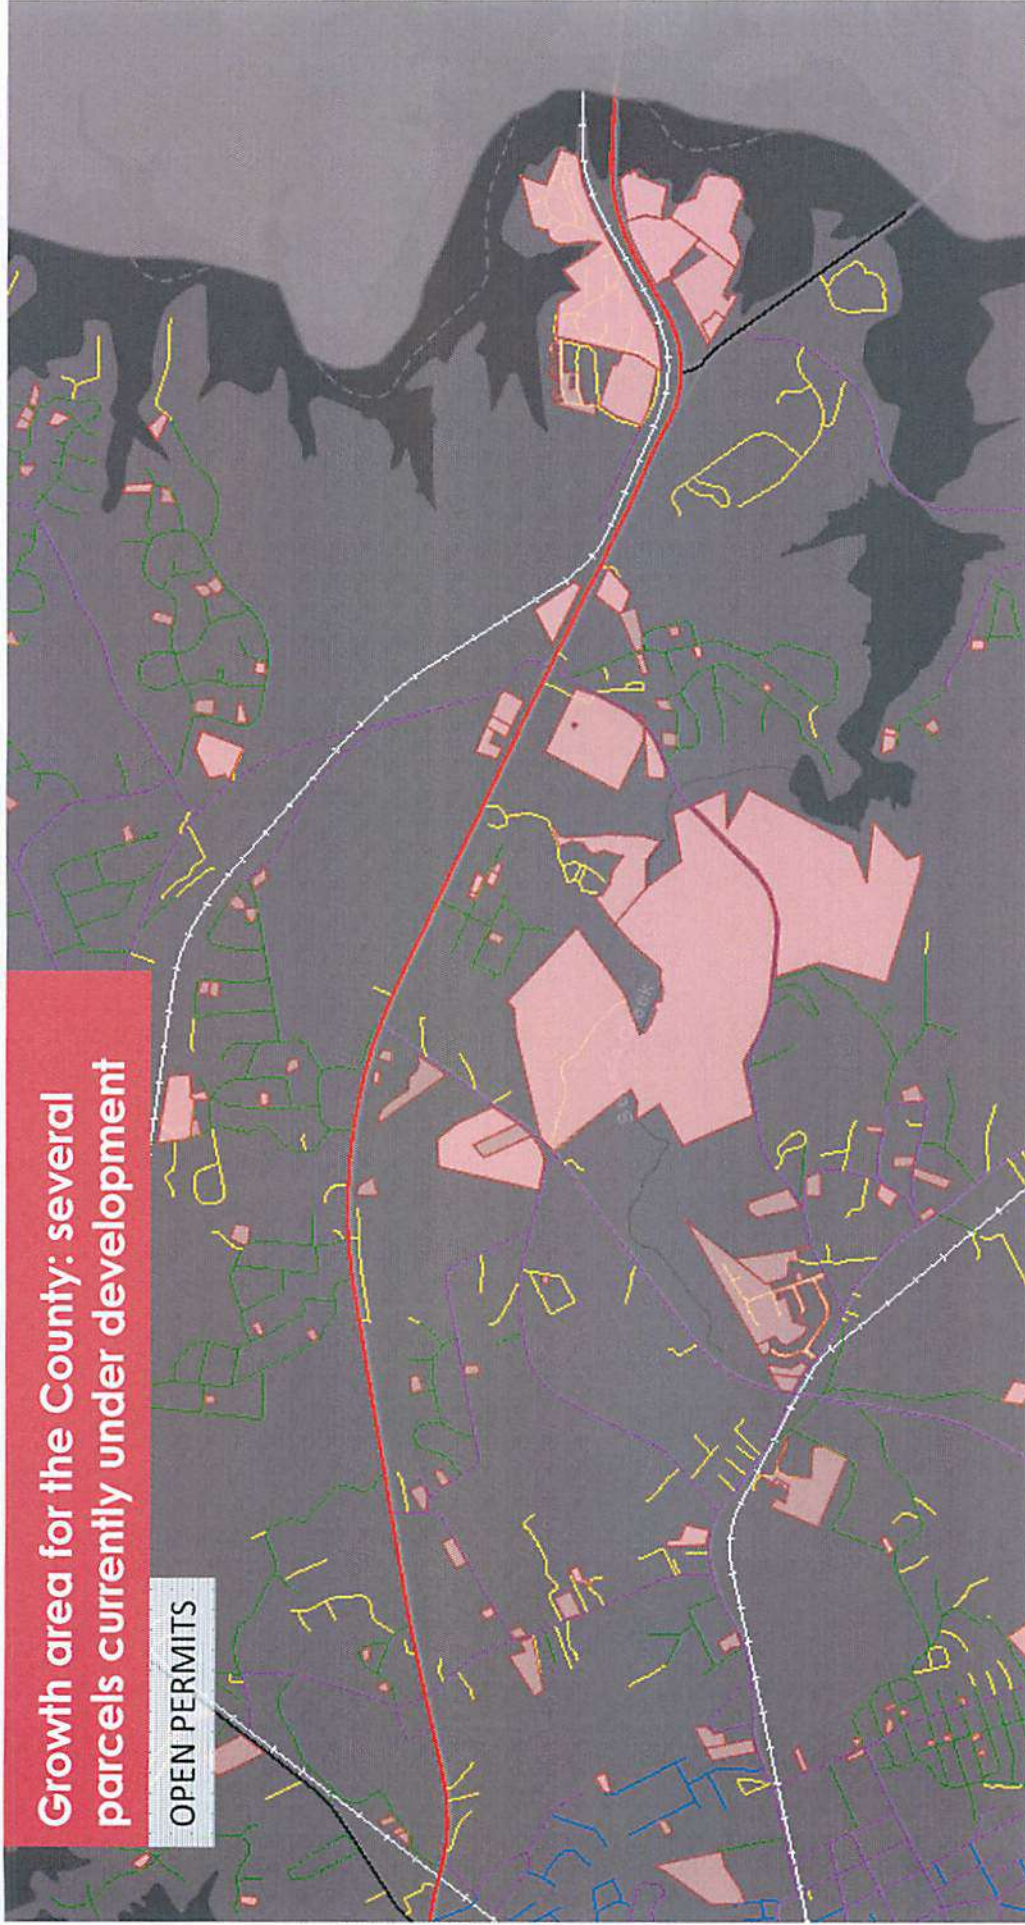 Growth area for the County: several
parcels currently under development
OPEN PERMITS